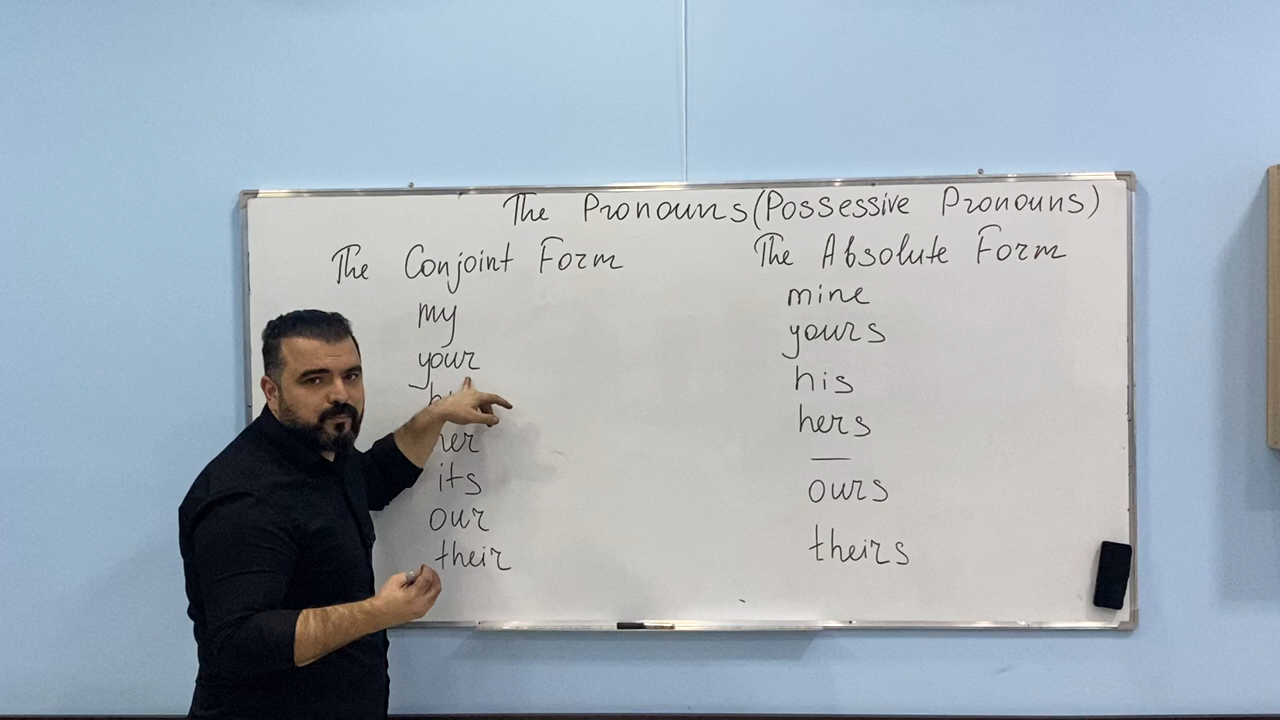 The Pronouns (Possessive Pronouns)
The Conjoint Form
my
your
her
its
our
their
The Absolute Form
mine
yours
his
hers
—
ours
theirs